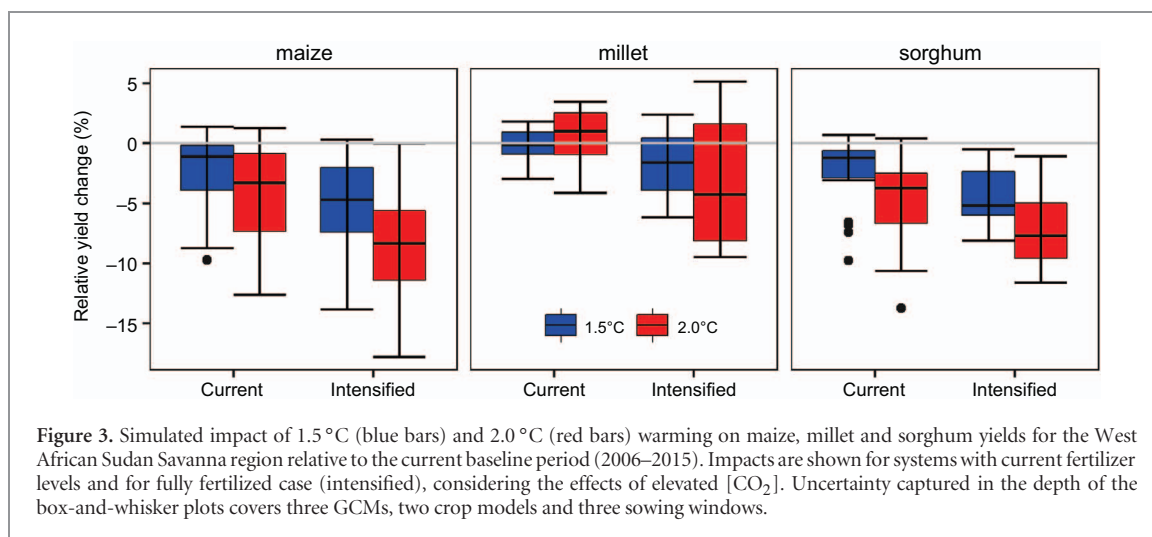 maize
millet
sorghum
Relative yield change (%)
5
0
−5
−10
−15
1.5°C
2.0°C
Current
Intensified
Current
Intensified
Current
Intensified
Figure 3. Simulated impact of 1.5 °C (blue bars) and 2.0 °C (red bars) warming on maize, millet and sorghum yields for the West
African Sudan Savanna region relative to the current baseline period (2006–2015). Impacts are shown for systems with current fertilizer
levels and for fully fertilized case (intensified), considering the effects of elevated [CO₂]. Uncertainty captured in the depth of the
box-and-whisker plots covers three GCMs, two crop models and three sowing windows.